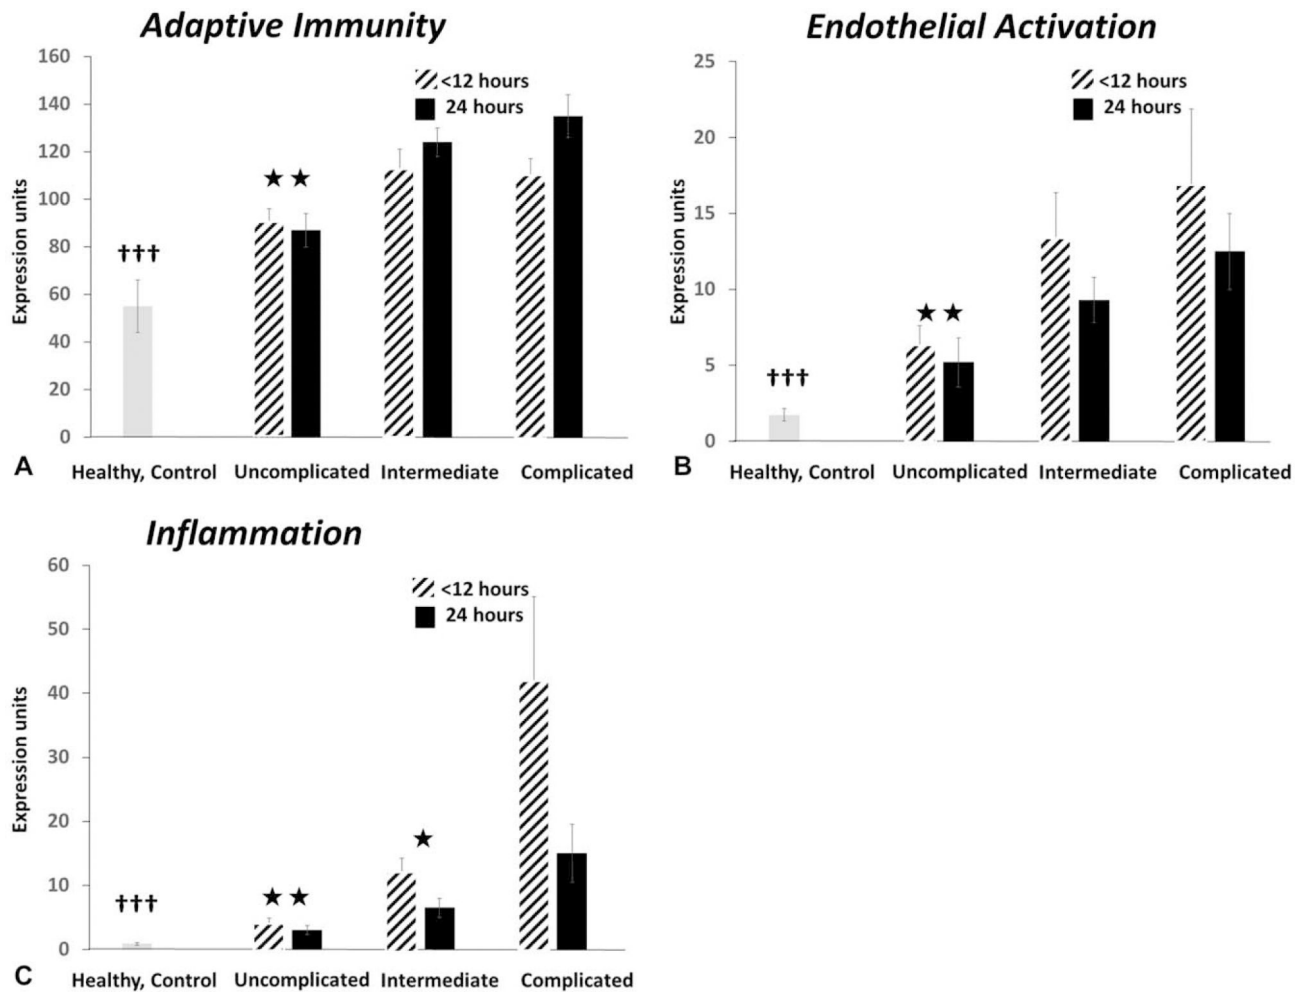 Adaptive Immunity
160
140
120
100
80
60
40
20
0
Expression units
<12 hours
24 hours
★ ★
†††
A
Healthy, Control Uncomplicated Intermediate Complicated
Endothelial Activation
25
20
15
10
5
0
Expression units
<12 hours
24 hours
★ ★
†††
B
Healthy, Control Uncomplicated Intermediate Complicated
Inflammation
60
50
40
30
20
10
0
Expression units
<12 hours
24 hours
★
★ ★
†††
C
Healthy, Control Uncomplicated Intermediate Complicated